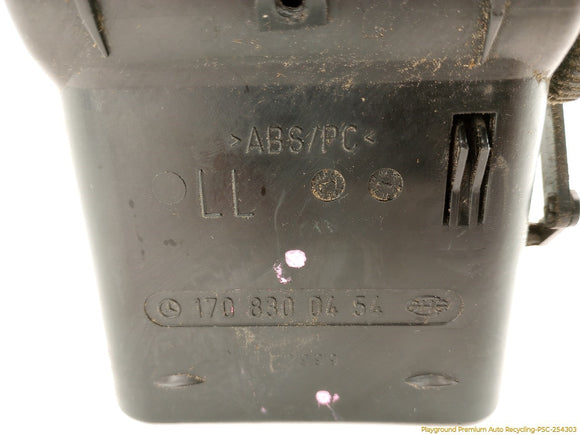 >ABS/PC<
LL
170 830 04 54
Playground Premium Auto Recycling-PSC-254303